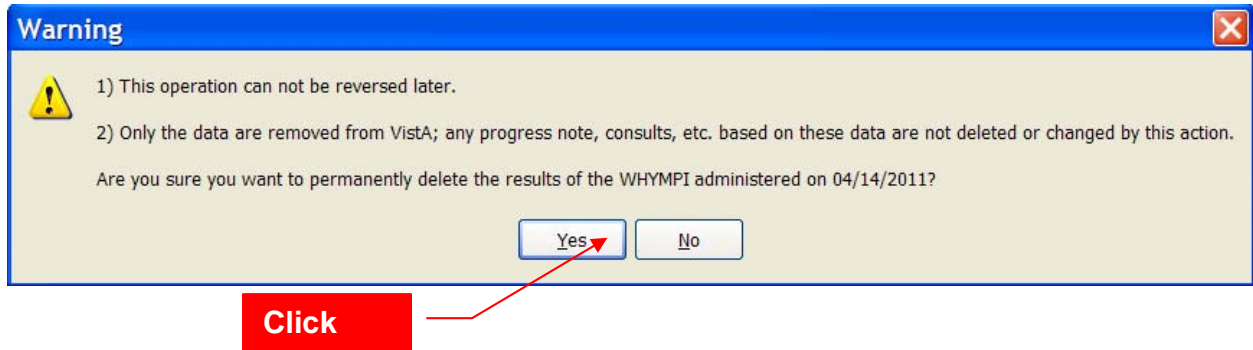 Warning
1) This operation can not be reversed later.
2) Only the data are removed from VistA; any progress note, consults, etc. based on these data are not deleted or changed by this action.
Are you sure you want to permanently delete the results of the WHYMPI administered on 04/14/2011?
Yes No
Click